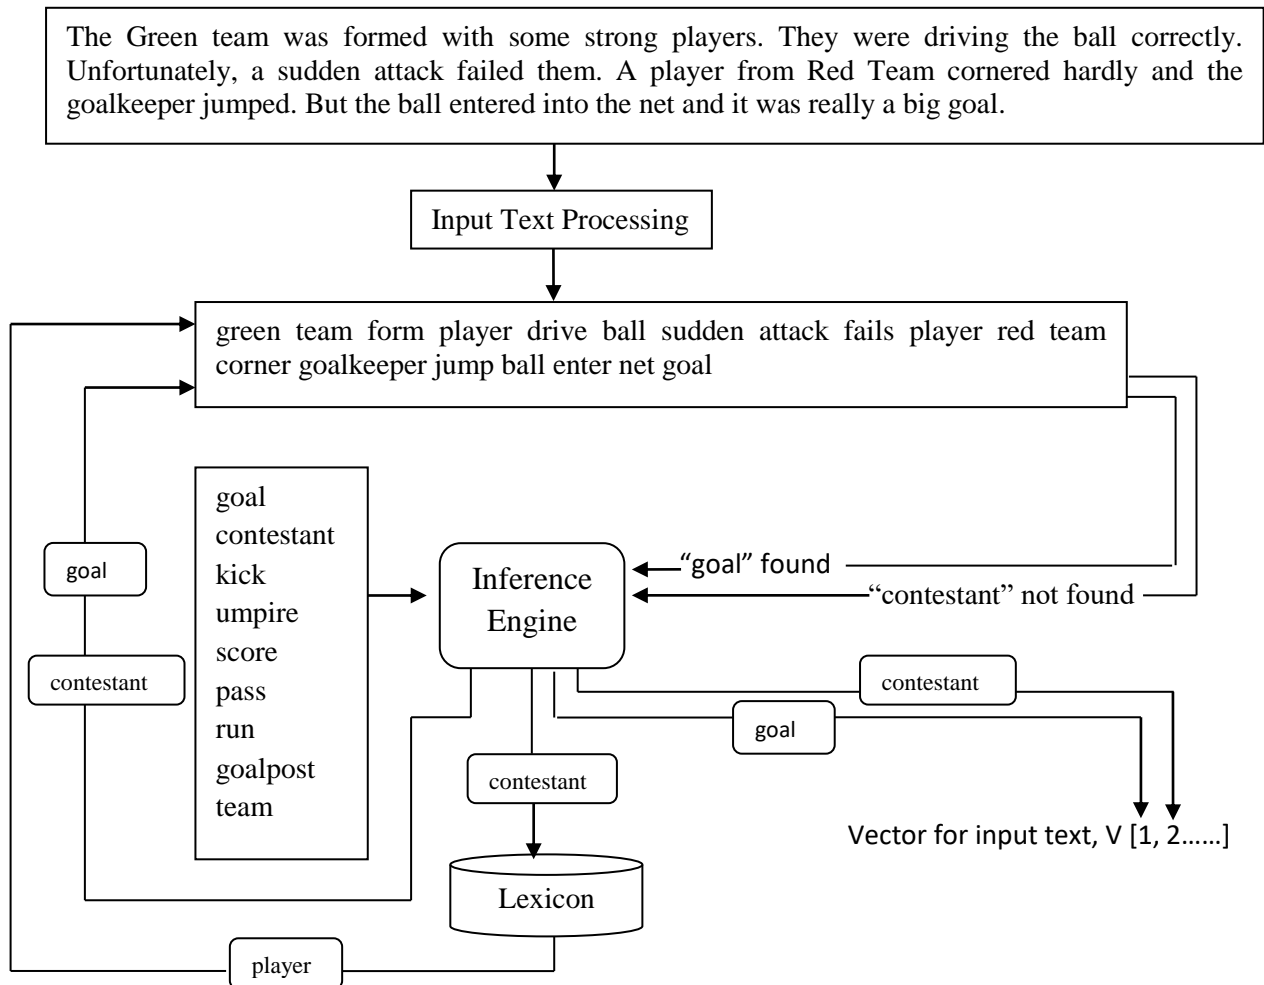 The Green team was formed with some strong players. They were driving the ball correctly.
Unfortunately, a sudden attack failed them. A player from Red Team cornered hardly and the
goalkeeper jumped. But the ball entered into the net and it was really a big goal.
Input Text Processing
green team form player drive ball sudden attack fails player red team
corner goalkeeper jump ball enter net goal
goal
contestant
kick
umpire
score
pass
run
goalpost
team
goal
contestant
Inference
Engine
“goal” found
“contestant” not found
contestant
goal
contestant
Vector for input text, V [1, 2......]
Lexicon
player